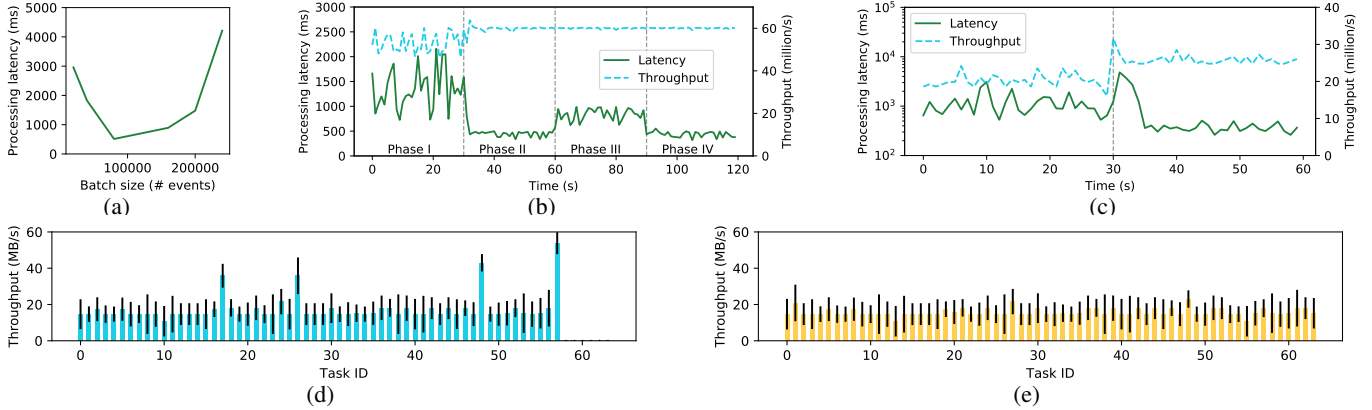 Processing latency (ms)
5000
4000
3000
2000
1000
0
100000
200000
Batch size (# events)
(a)
Processing latency (ms)
3000
2500
2000
1500
1000
500
0
Latency
Throughput
Phase I
Phase II
Phase III
Phase IV
0
20
40
60
80
100
120
Time (s)
60
40
20
0
Throughput (million/s)
(b)
Processing latency (ms)
10^5
10^4
10^3
10^2
Latency
Throughput
0
10
20
30
40
50
60
Time (s)
40
30
20
10
0
Throughput (million/s)
(c)
Throughput (MB/s)
60
40
20
0
0
10
20
30
40
50
60
Task ID
(d)
Throughput (MB/s)
60
40
20
0
0
10
20
30
40
50
60
Task ID
(e)